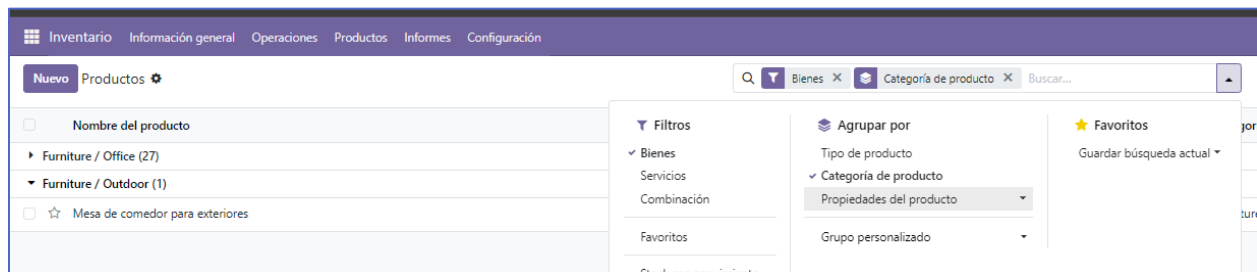 Inventario Información general Operaciones Productos Informes Configuración
Nuevo Productos Bienes Categoría de producto Buscar...
Nombre del producto
Furniture / Office (27)
Furniture / Outdoor (1)
Mesa de comedor para exteriores
Filtros
Bienes
Servicios
Combinación
Favoritos
Agrupar por
Tipo de producto
Categoría de producto
Propiedades del producto
Grupo personalizado
Favoritos
Guardar búsqueda actual